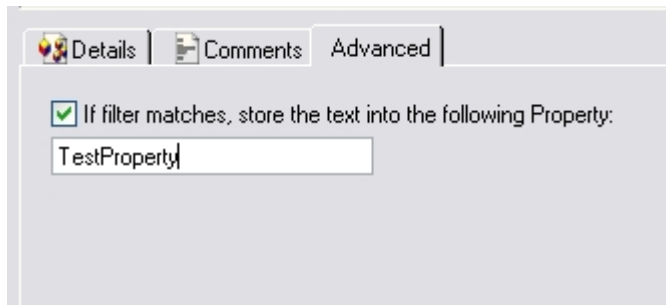 Details Comments Advanced
If filter matches, store the text into the following Property:
TestProperty